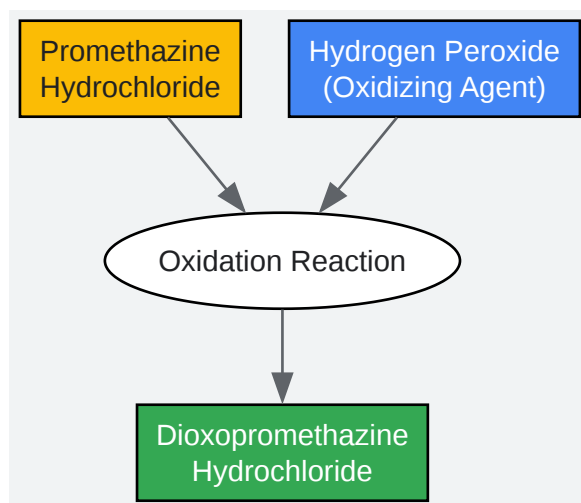 Promethazine
Hydrochloride
Hydrogen Peroxide
(Oxidizing Agent)
Oxidation Reaction
Dioxopromethazine
Hydrochloride